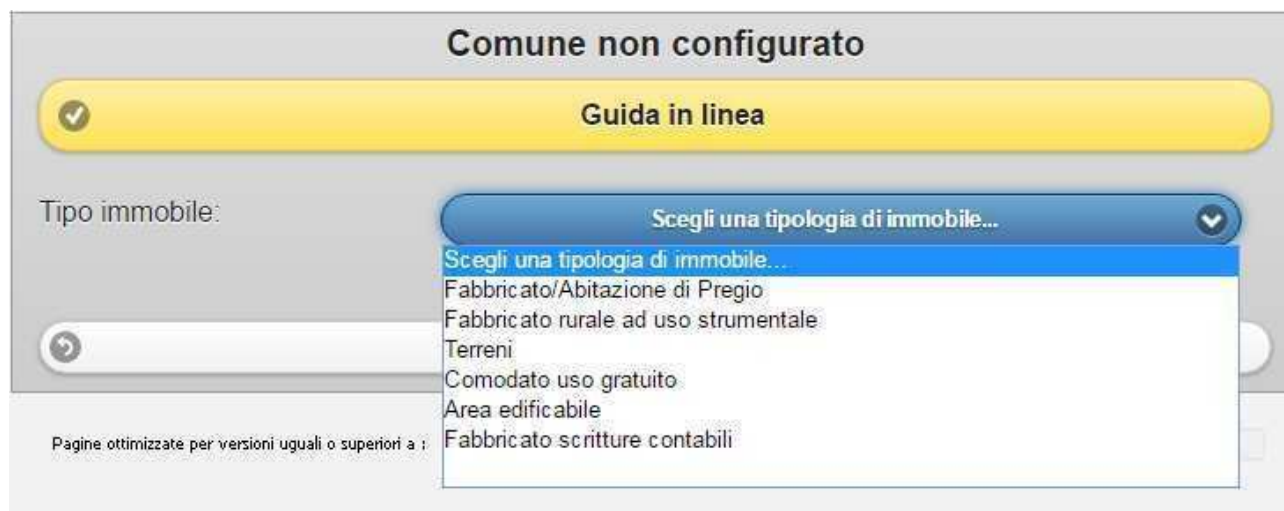 Comune non configurato
Guida in linea
Tipo immobile:
Scegli una tipologia di immobile...
Scegli una tipologia di immobile...
Fabbricato/Abitazione di Pregio
Fabbricato rurale ad uso strumentale
Terreni
Comodato uso gratuito
Area edificabile
Fabbricato scritture contabili
Pagine ottimizzate per versioni uguali o superiori a :